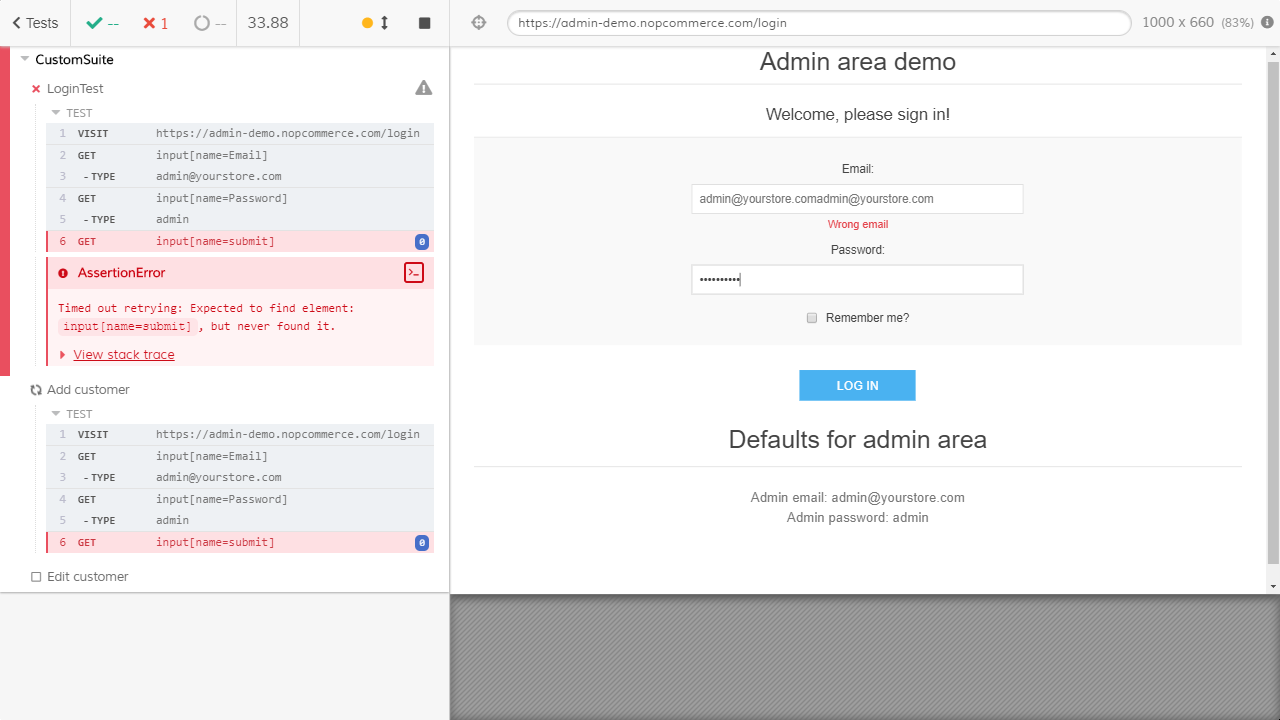 Tests
--
1
--
33.88
https://admin-demo.nopcommerce.com/login
1000 x 660 (83%)
CustomSuite
LoginTest
TEST
1 VISIT https://admin-demo.nopcommerce.com/login
2 GET input[name=Email]
3 -TYPE admin@yourstore.com
4 GET input[name=Password]
5 -TYPE admin
6 GET input[name=submit] 0
AssertionError
Timed out retrying: Expected to find element:
input[name=submit], but never found it.
View stack trace
Add customer
TEST
1 VISIT https://admin-demo.nopcommerce.com/login
2 GET input[name=Email]
3 -TYPE admin@yourstore.com
4 GET input[name=Password]
5 -TYPE admin
6 GET input[name=submit] 0
Edit customer
Admin area demo
Welcome, please sign in!
Email:
admin@yourstore.comadmin@yourstore.com
Wrong email
Password:
••••••••••
Remember me?
LOG IN
Defaults for admin area
Admin email: admin@yourstore.com
Admin password: admin